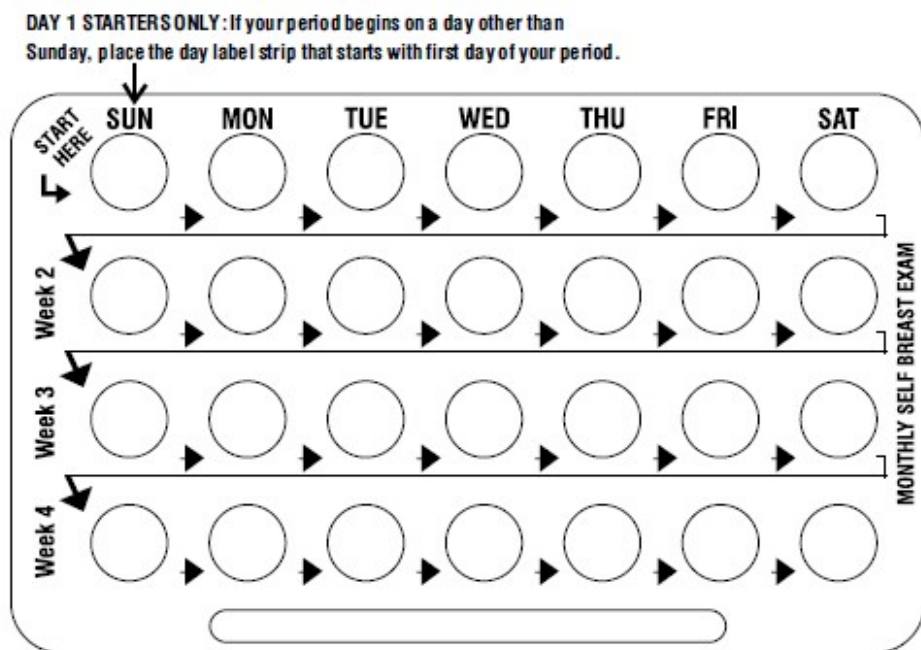 DAY 1 STARTERS ONLY: If your period begins on a day other than
Sunday, place the day label strip that starts with first day of your period.
START
HERE
SUN MON TUE WED THU FRI SAT
Week 2
Week 3
Week 4
MONTHLY SELF BREAST EXAM